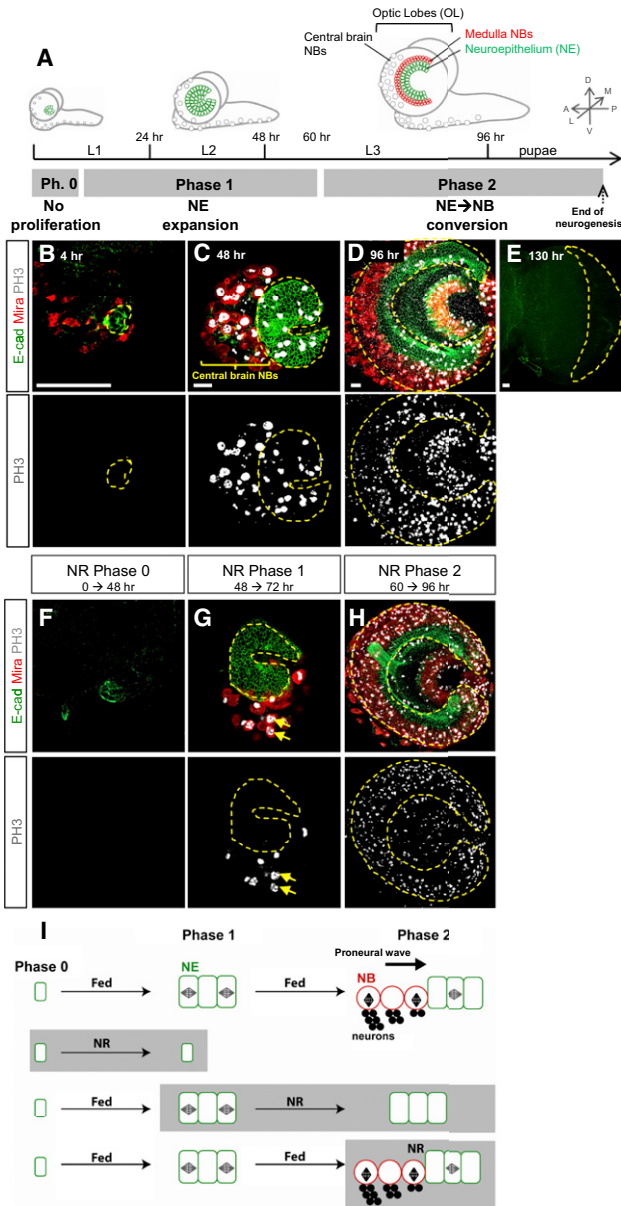 Optic Lobes (OL)
Central brain
NBs
Medulla NBs
Neuroepithelium (NE)
A
D
M
A
P
L
V
24 hr
48 hr
60 hr
96 hr
L1
L2
L3
pupae
Ph. 0
Phase 1
Phase 2
No
proliferation
NE
expansion
NE→NB
conversion
End of
neurogenesis
E-cad Mira PH3
B
4 hr
C
48 hr
Central brain NBs
D
96 hr
E
130 hr
PH3
NR Phase 0
0 → 48 hr
NR Phase 1
48 → 72 hr
NR Phase 2
60 → 96 hr
E-cad Mira PH3
F
G
H
PH3
I
Phase 0
Phase 1
Phase 2
Proneural wave
Fed
NE
Fed
NB
neurons
NR
Fed
NR
Fed
Fed
NR